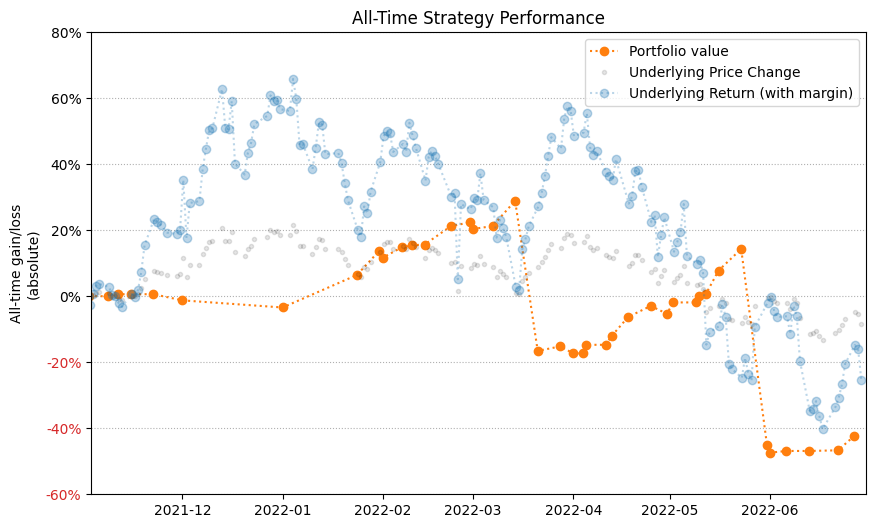 All-Time Strategy Performance
80%
60%
40%
20%
0%
-20%
-40%
-60%
All-time gain/loss
(absolute)
Portfolio value
Underlying Price Change
Underlying Return (with margin)
2021-12
2022-01
2022-02
2022-03
2022-04
2022-05
2022-06